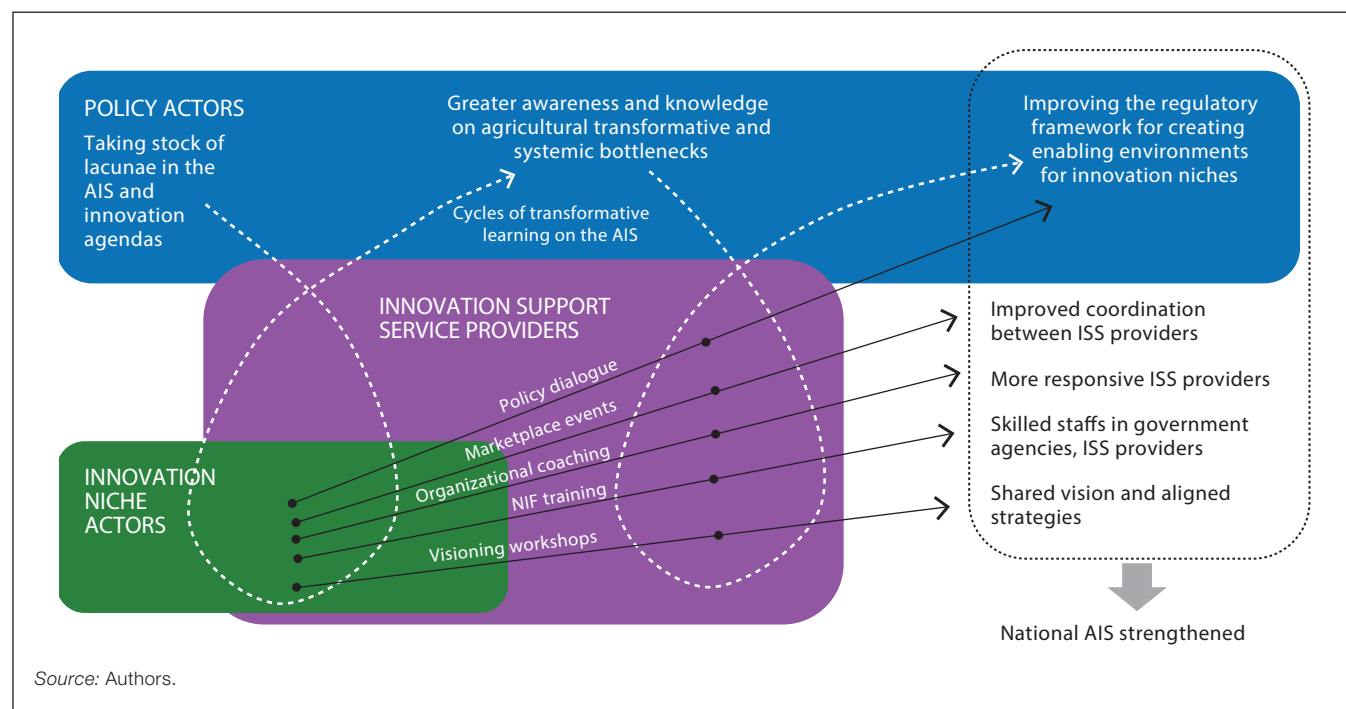 POLICY ACTORS
Taking stock of
lacunae in the
AIS and
innovation
agendas
Greater awareness and knowledge
on agricultural transformative and
systemic bottlenecks
Cycles of transformative
learning on the AIS
Improving the regulatory
framework for creating
enabling environments
for innovation niches
INNOVATION SUPPORT
SERVICE PROVIDERS
Policy dialogue
Marketplace events
Organizational coaching
NIF training
Visioning workshops
INNOVATION
NICHE
ACTORS
Improved coordination
between ISS providers
More responsive ISS providers
Skilled staffs in government
agencies, ISS providers
Shared vision and aligned
strategies
National AIS strengthened
Source: Authors.